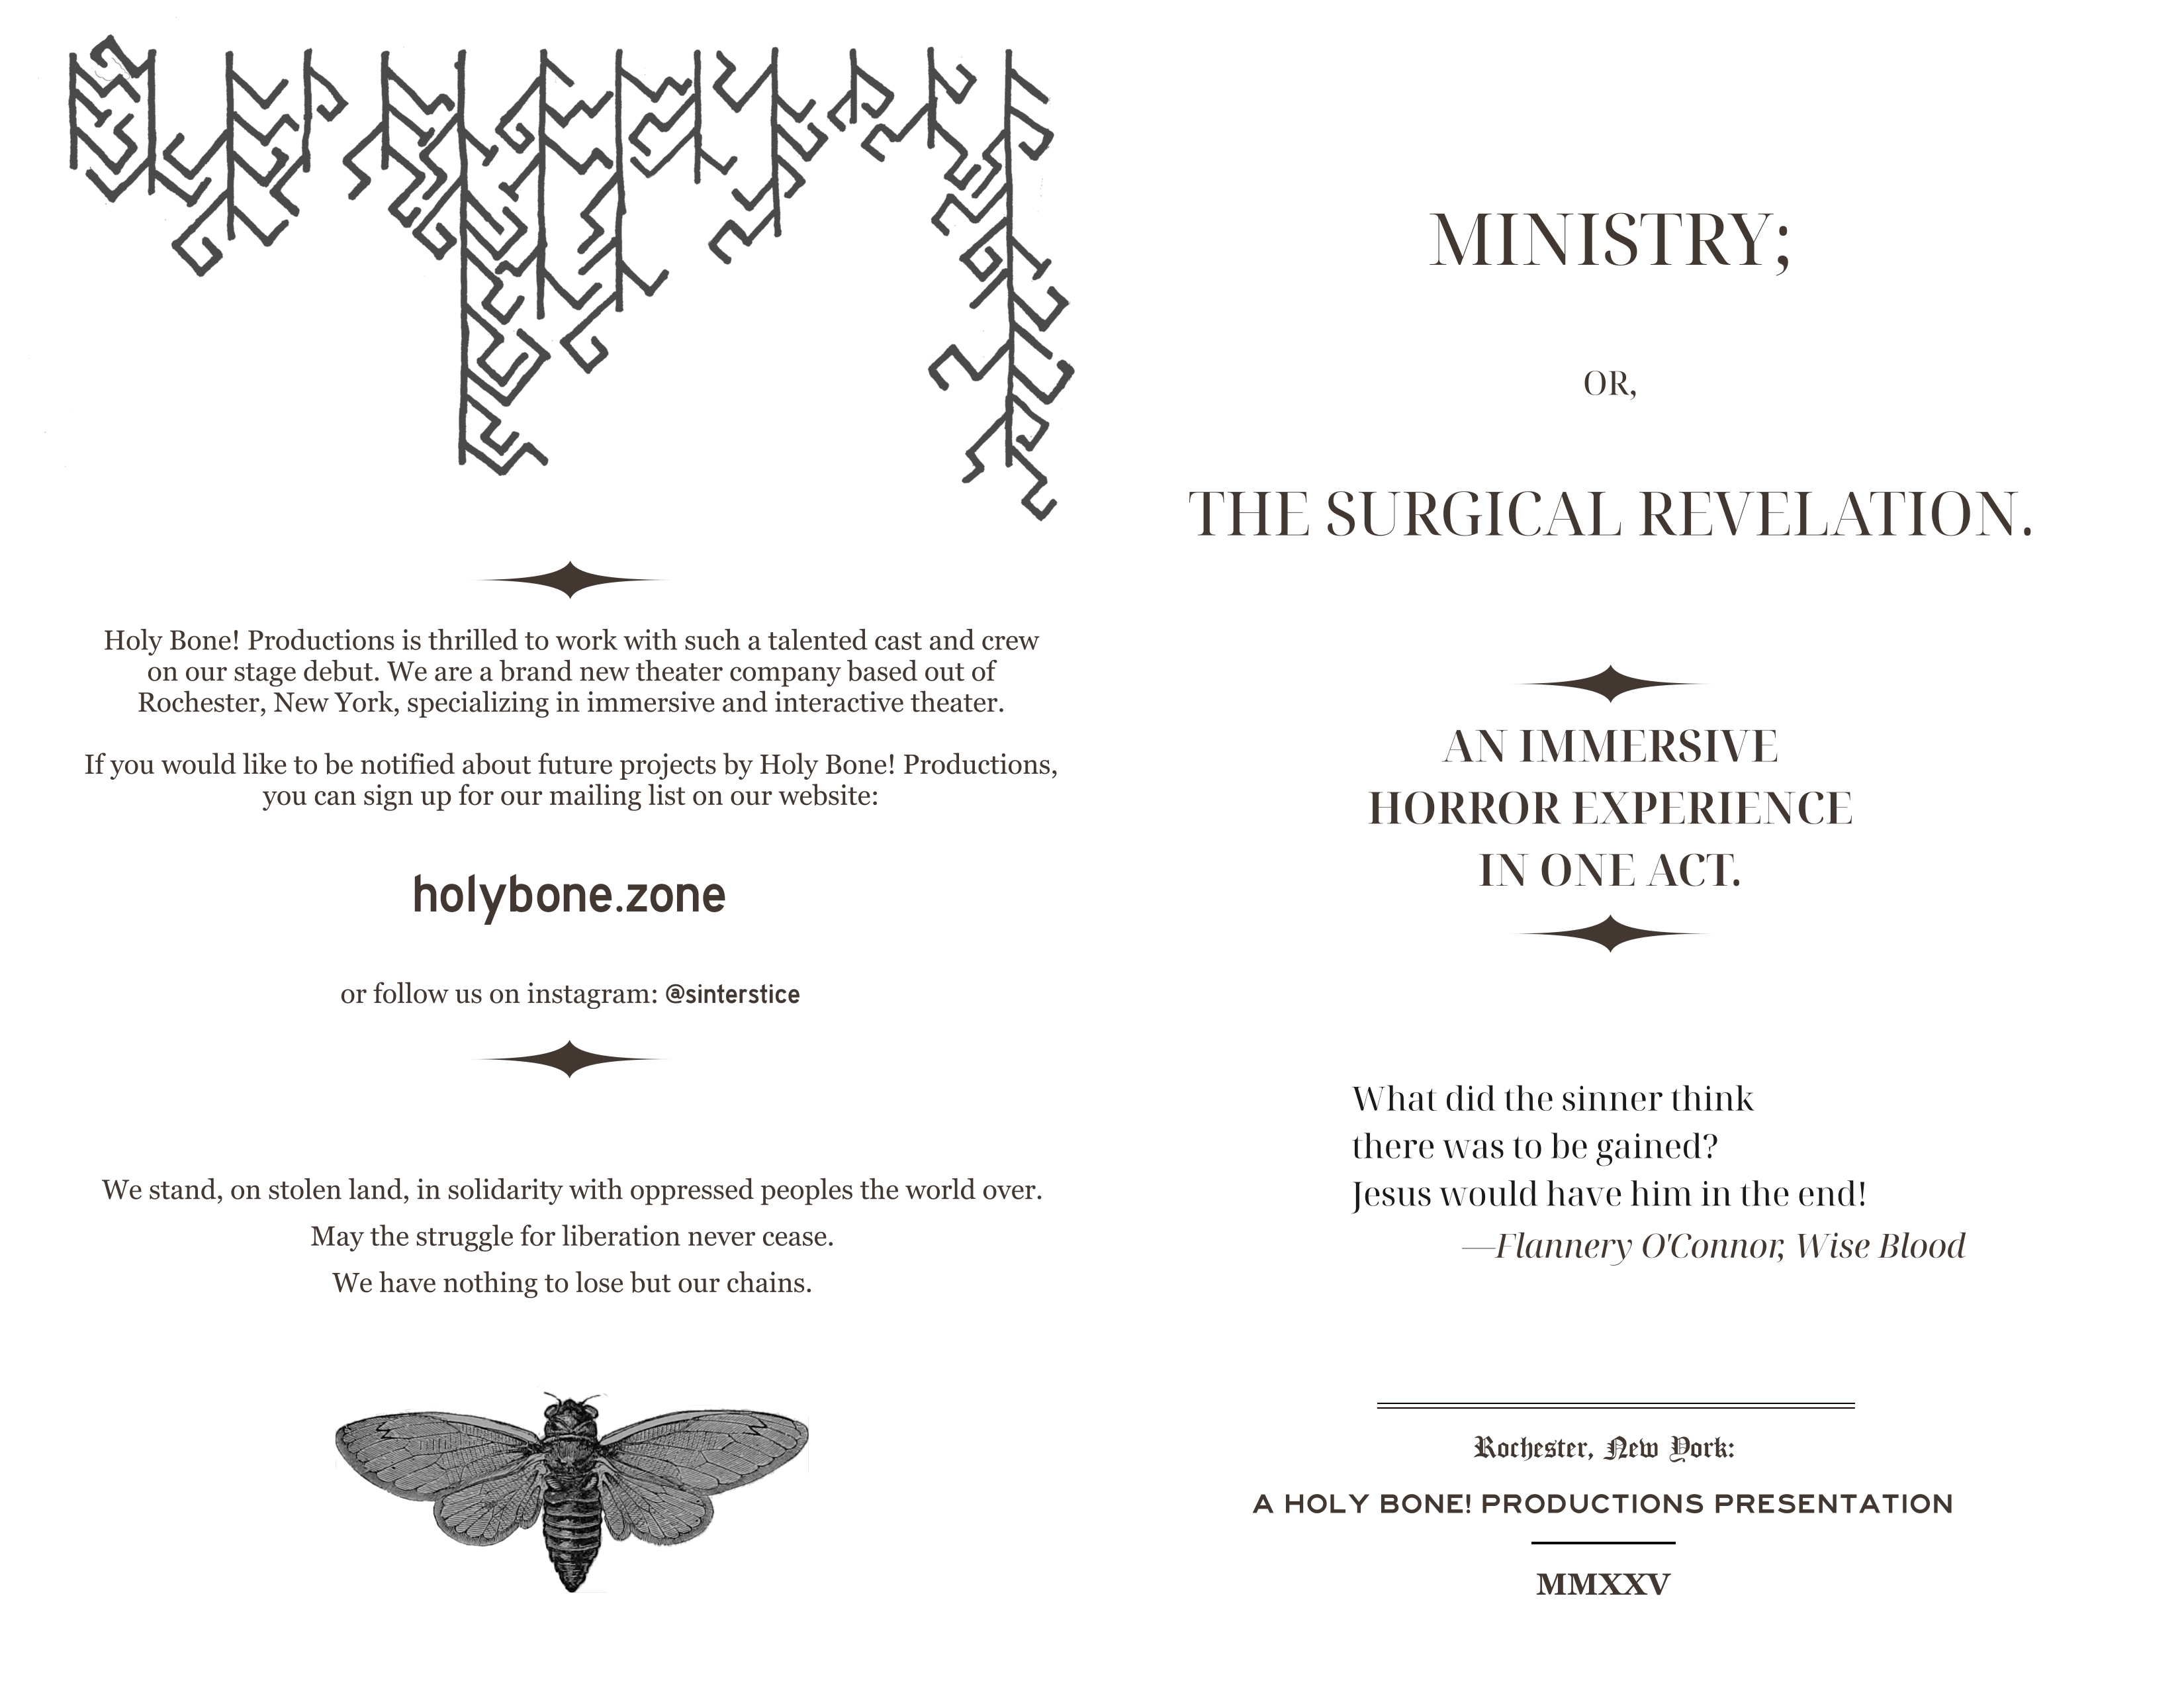 Holy Bone! Productions is thrilled to work with such a talented cast and crew
on our stage debut. We are a brand new theater company based out of
Rochester, New York, specializing in immersive and interactive theater.
If you would like to be notified about future projects by Holy Bone! Productions,
you can sign up for our mailing list on our website:
holybone.zone
or follow us on instagram: @sinterstice
We stand, on stolen land, in solidarity with oppressed peoples the world over.
May the struggle for liberation never cease.
We have nothing to lose but our chains.
MINISTRY;
OR,
THE SURGICAL REVELATION.
AN IMMERSIVE
HORROR EXPERIENCE
IN ONE ACT.
What did the sinner think
there was to be gained?
Jesus would have him in the end!
—Flannery O'Connor, Wise Blood
Rochester, New York:
A HOLY BONE! PRODUCTIONS PRESENTATION
MMXXV